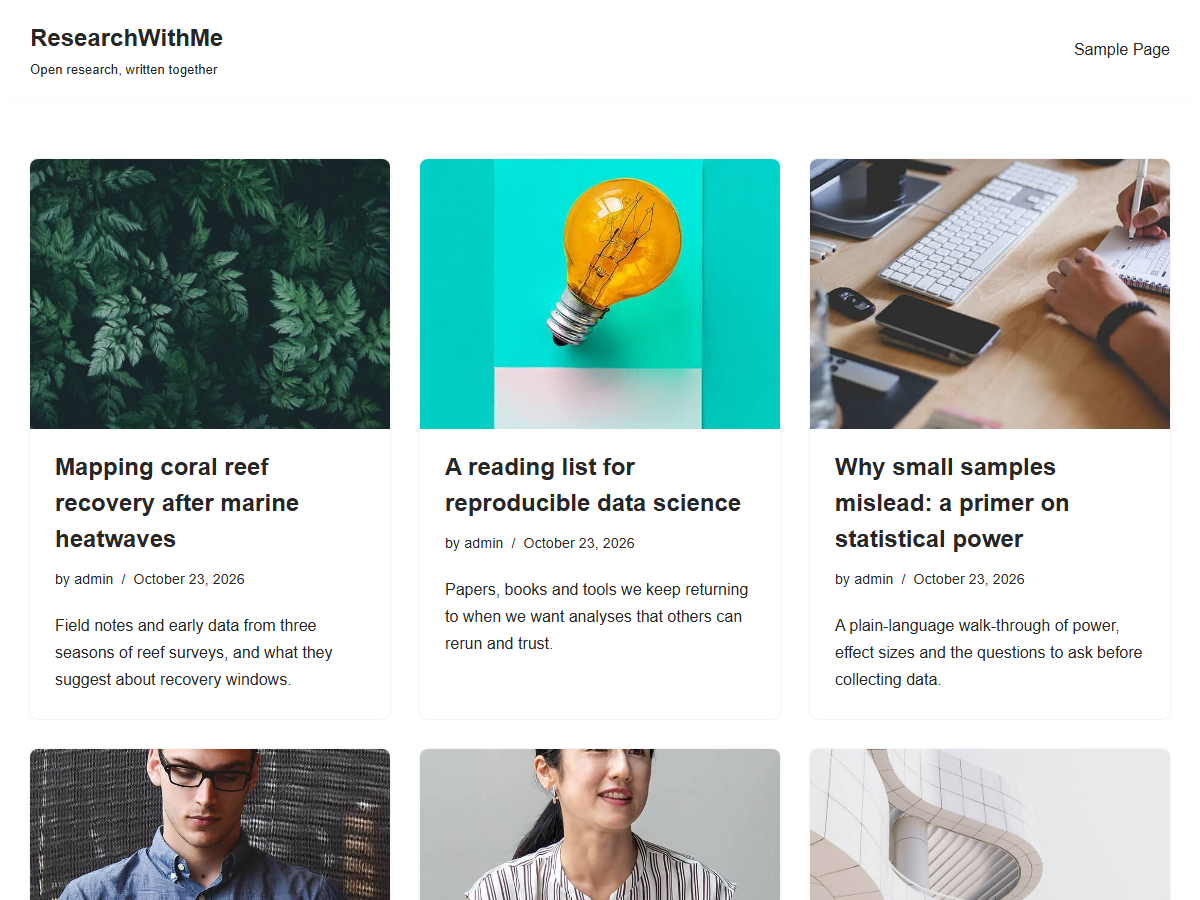 ResearchWithMe
Open research, written together
Sample Page
Mapping coral reef
recovery after marine
heatwaves
by admin / October 23, 2026
Field notes and early data from three
seasons of reef surveys, and what they
suggest about recovery windows.
A reading list for
reproducible data science
by admin / October 23, 2026
Papers, books and tools we keep returning
to when we want analyses that others can
rerun and trust.
Why small samples
mislead: a primer on
statistical power
by admin / October 23, 2026
A plain-language walk-through of power,
effect sizes and the questions to ask before
collecting data.